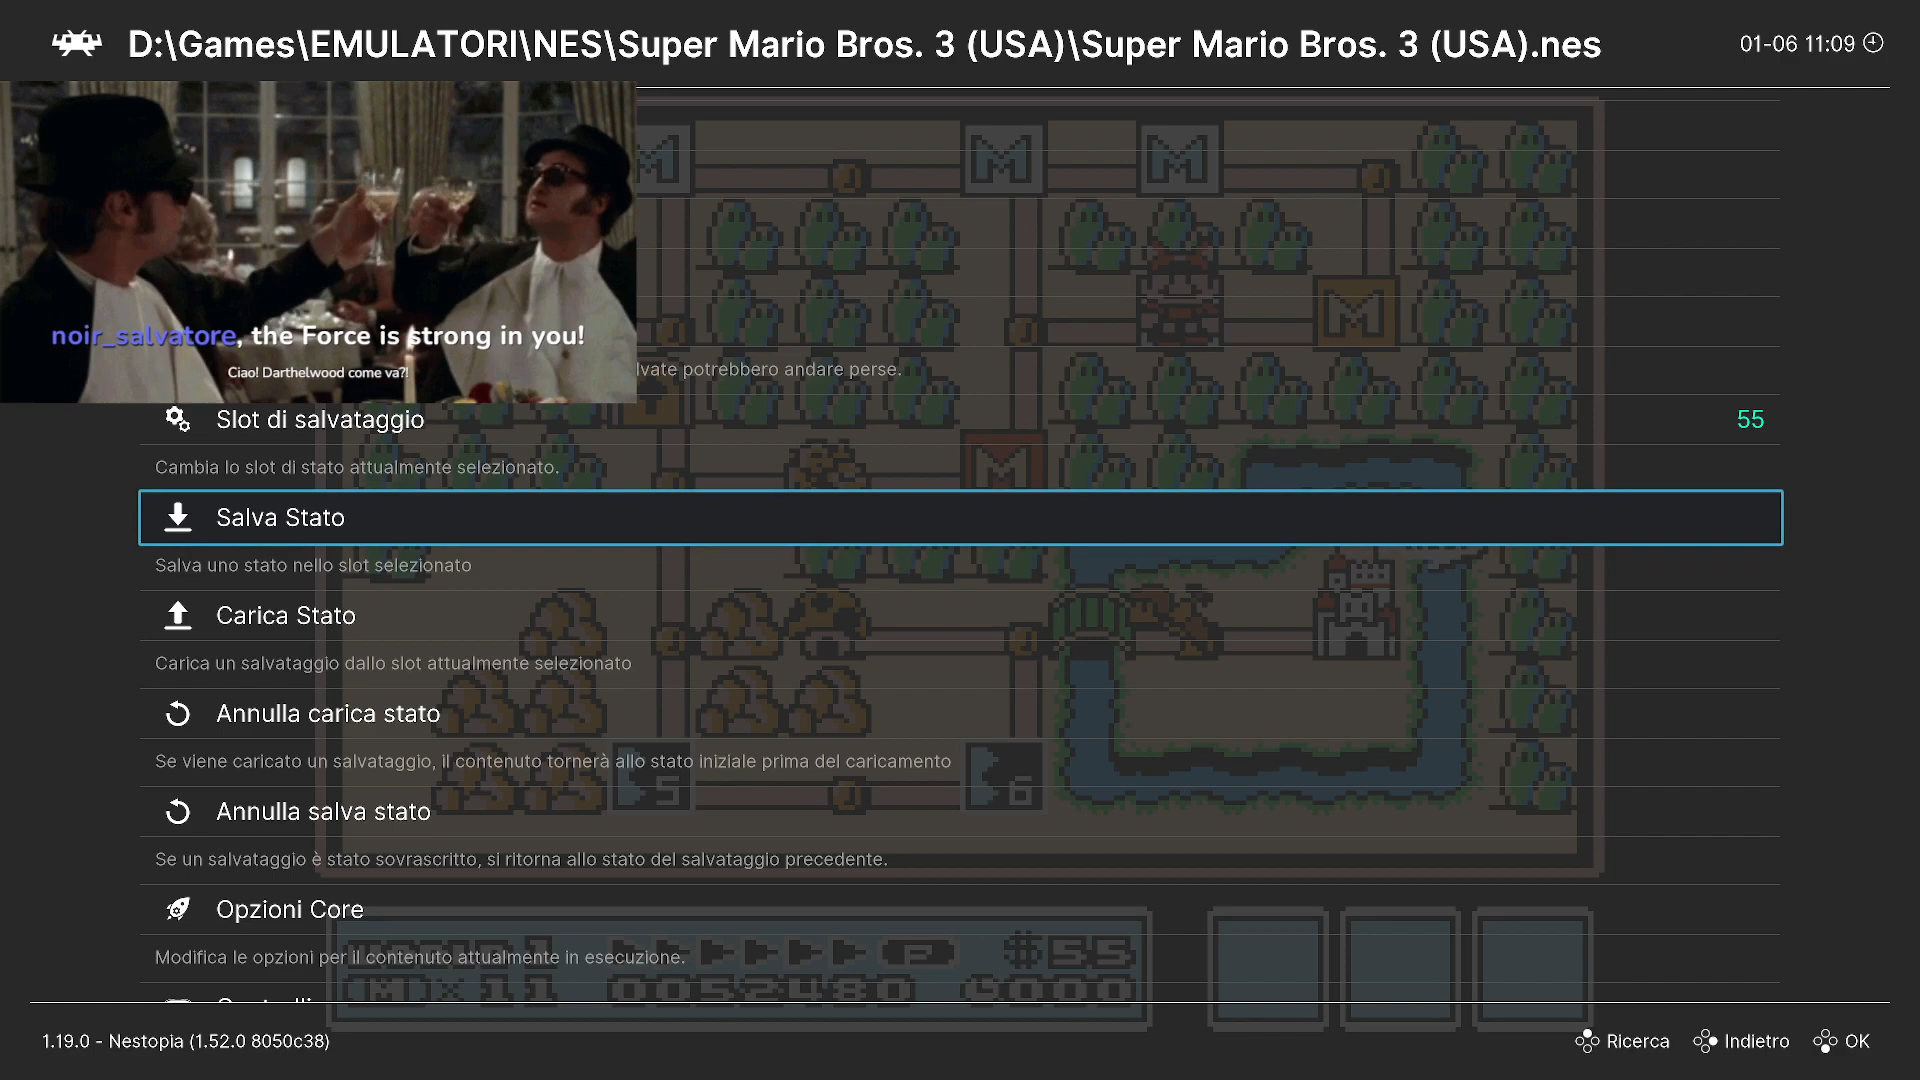 D:\Games\EMULATORI\NES\Super Mario Bros. 3 (USA)\Super Mario Bros. 3 (USA).nes
01-06 11:09
M M M
M
noir_salvatore, the Force is strong in you!
Ciao! Darthelwood come va?!
lvate potrebbero andare perse.
Slot di salvataggio 55
Cambia lo slot di stato attualmente selezionato.
M
Salva Stato
Salva uno stato nello slot selezionato
Carica Stato
Carica un salvataggio dallo slot attualmente selezionato
Annulla carica stato
Se viene caricato un salvataggio, il contenuto tornerà allo stato iniziale prima del caricamento
5 6
Annulla salva stato
Se un salvataggio è stato sovrascritto, si ritorna allo stato del salvataggio precedente.
Opzioni Core
Modifica le opzioni per il contenuto attualmente in esecuzione.
P 55
M x 11 0052480
1.19.0 - Nestopia (1.52.0 8050c38)
Ricerca Indietro OK